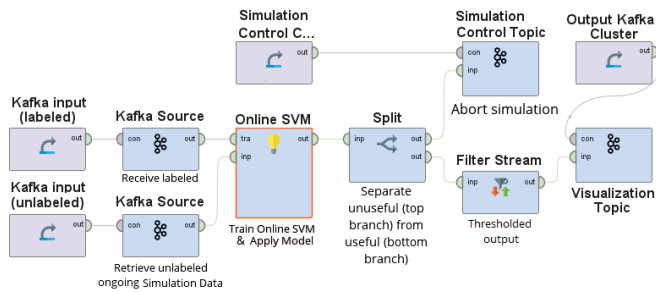 Simulation
Control C...
out
Simulation
Control Topic
con
inp
Abort simulation
Output Kafka
Cluster
out
Kafka input
(labeled)
out
Kafka Source
con
out
Receive labeled
Online SVM
tra
out
inp
Train Online SVM
& Apply Model
Split
inp
out
out
Separate
unuseful (top
branch) from
useful (bottom
branch)
Filter Stream
inp
out
Thresholded
output
con
inp
Visualization
Topic
Kafka input
(unlabeled)
out
Kafka Source
con
out
Retrieve unlabeled
ongoing Simulation Data